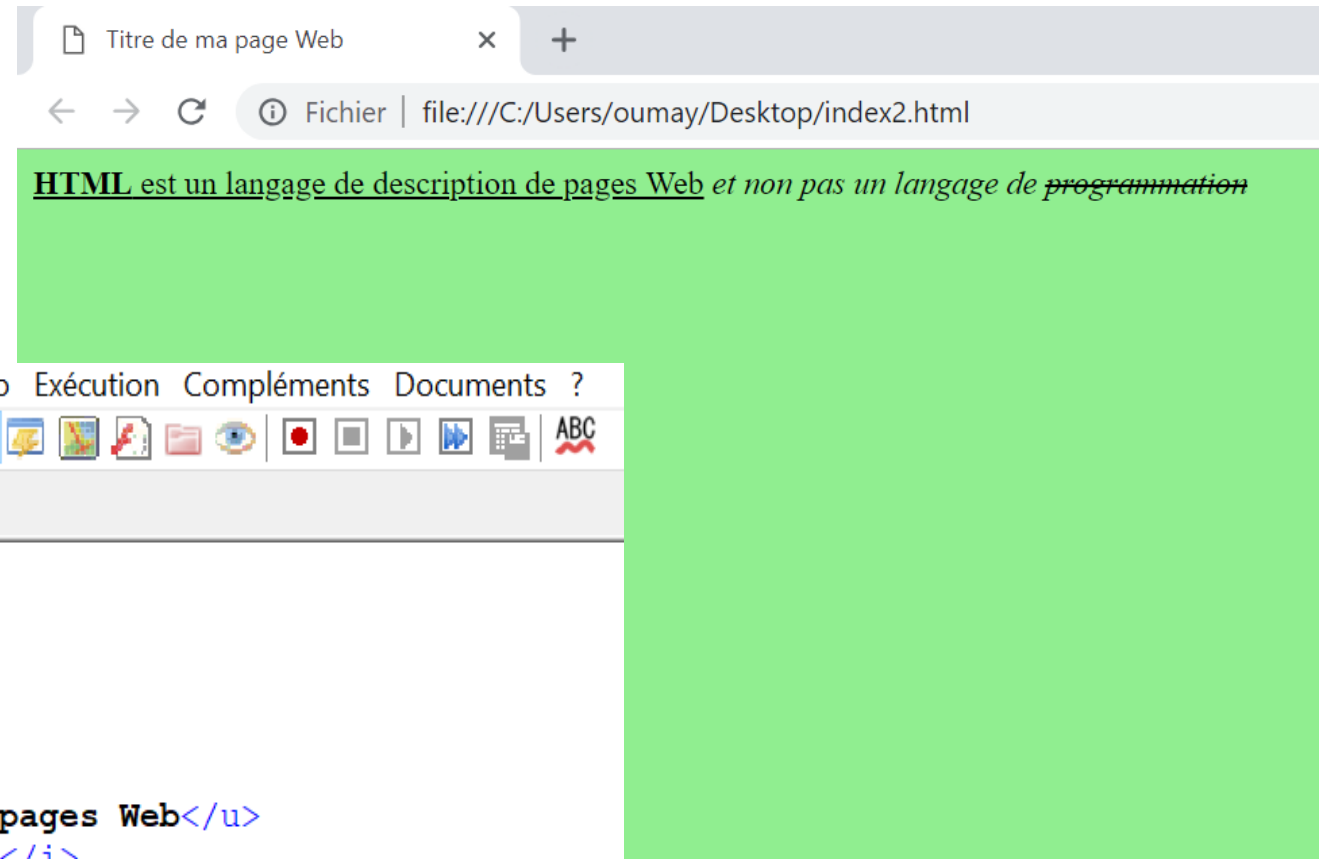 Titre de ma page Web
Fichier | file:///C:/Users/oumay/Desktop/index2.html
HTML est un langage de description de pages Web et non pas un langage de programmation
Exécution Compléments Documents ?
ABC
pages Web</u>
</i>